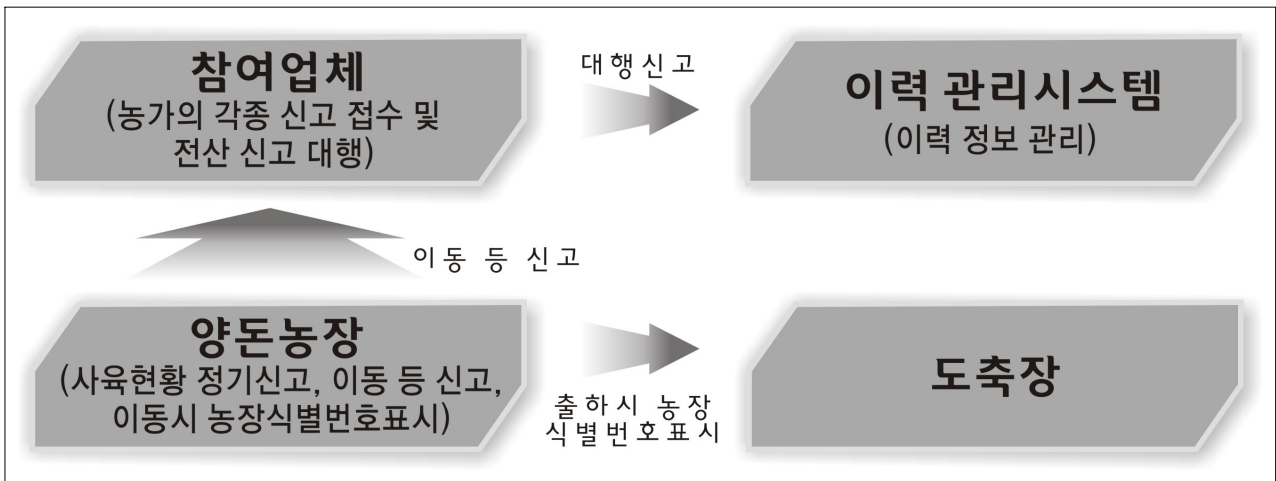 참여업체
(농가의 각종 신고 접수 및
전산 신고 대행)
대행신고
이력 관리시스템
(이력 정보 관리)
이동 등 신고
양돈농장
(사육현황 정기신고, 이동 등 신고,
이동시 농장식별번호표시)
출하시 농장
식별번호표시
도축장